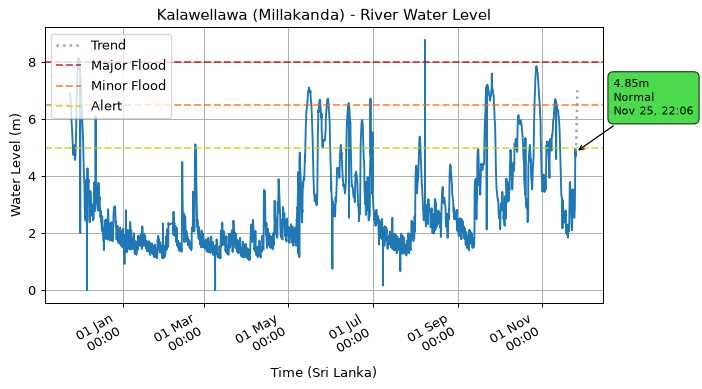 Kalawellawa (Millakanda) - River Water Level
Trend
Major Flood
Minor Flood
Alert
4.85m
Normal
Nov 25, 22:06
Water Level (m)
8
6
4
2
0
01 Jan
00:00
01 Mar
00:00
01 May
00:00
01 Jul
00:00
01 Sep
00:00
01 Nov
00:00
Time (Sri Lanka)